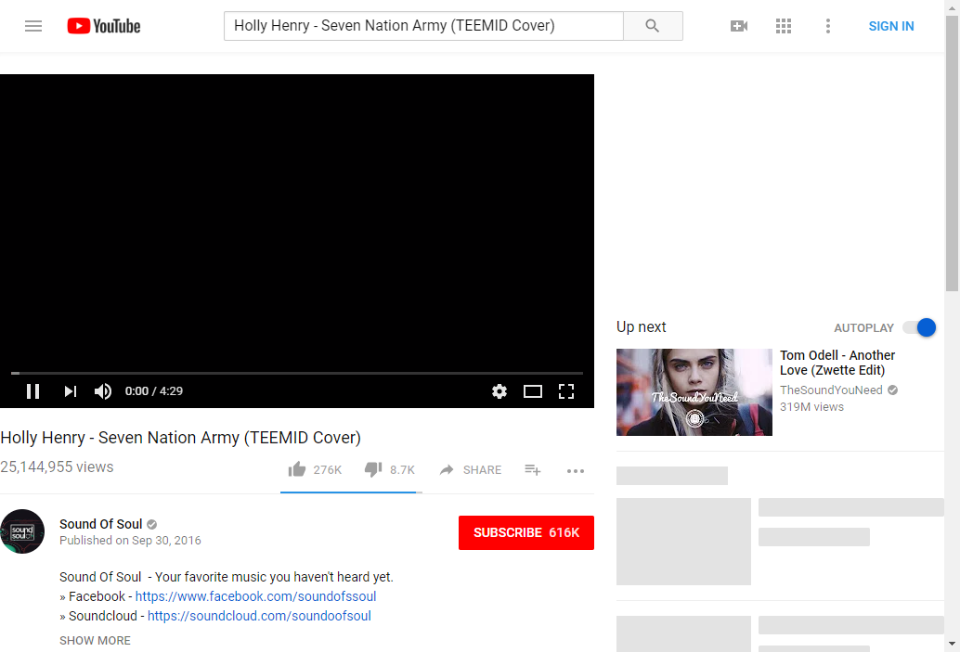 YouTube
Holly Henry - Seven Nation Army (TEEMID Cover)
SIGN IN
0:00 / 4:29
Up next
AUTOPLAY
TheSoundYouNeed
Tom Odell - Another
Love (Zwette Edit)
TheSoundYouNeed
319M views
Holly Henry - Seven Nation Army (TEEMID Cover)
25,144,955 views
276K
8.7K
SHARE
sound
soul
Sound Of Soul
Published on Sep 30, 2016
SUBSCRIBE 616K
Sound Of Soul - Your favorite music you haven't heard yet.
» Facebook - https://www.facebook.com/soundofssoul
» Soundcloud - https://soundcloud.com/soundoofsoul
SHOW MORE